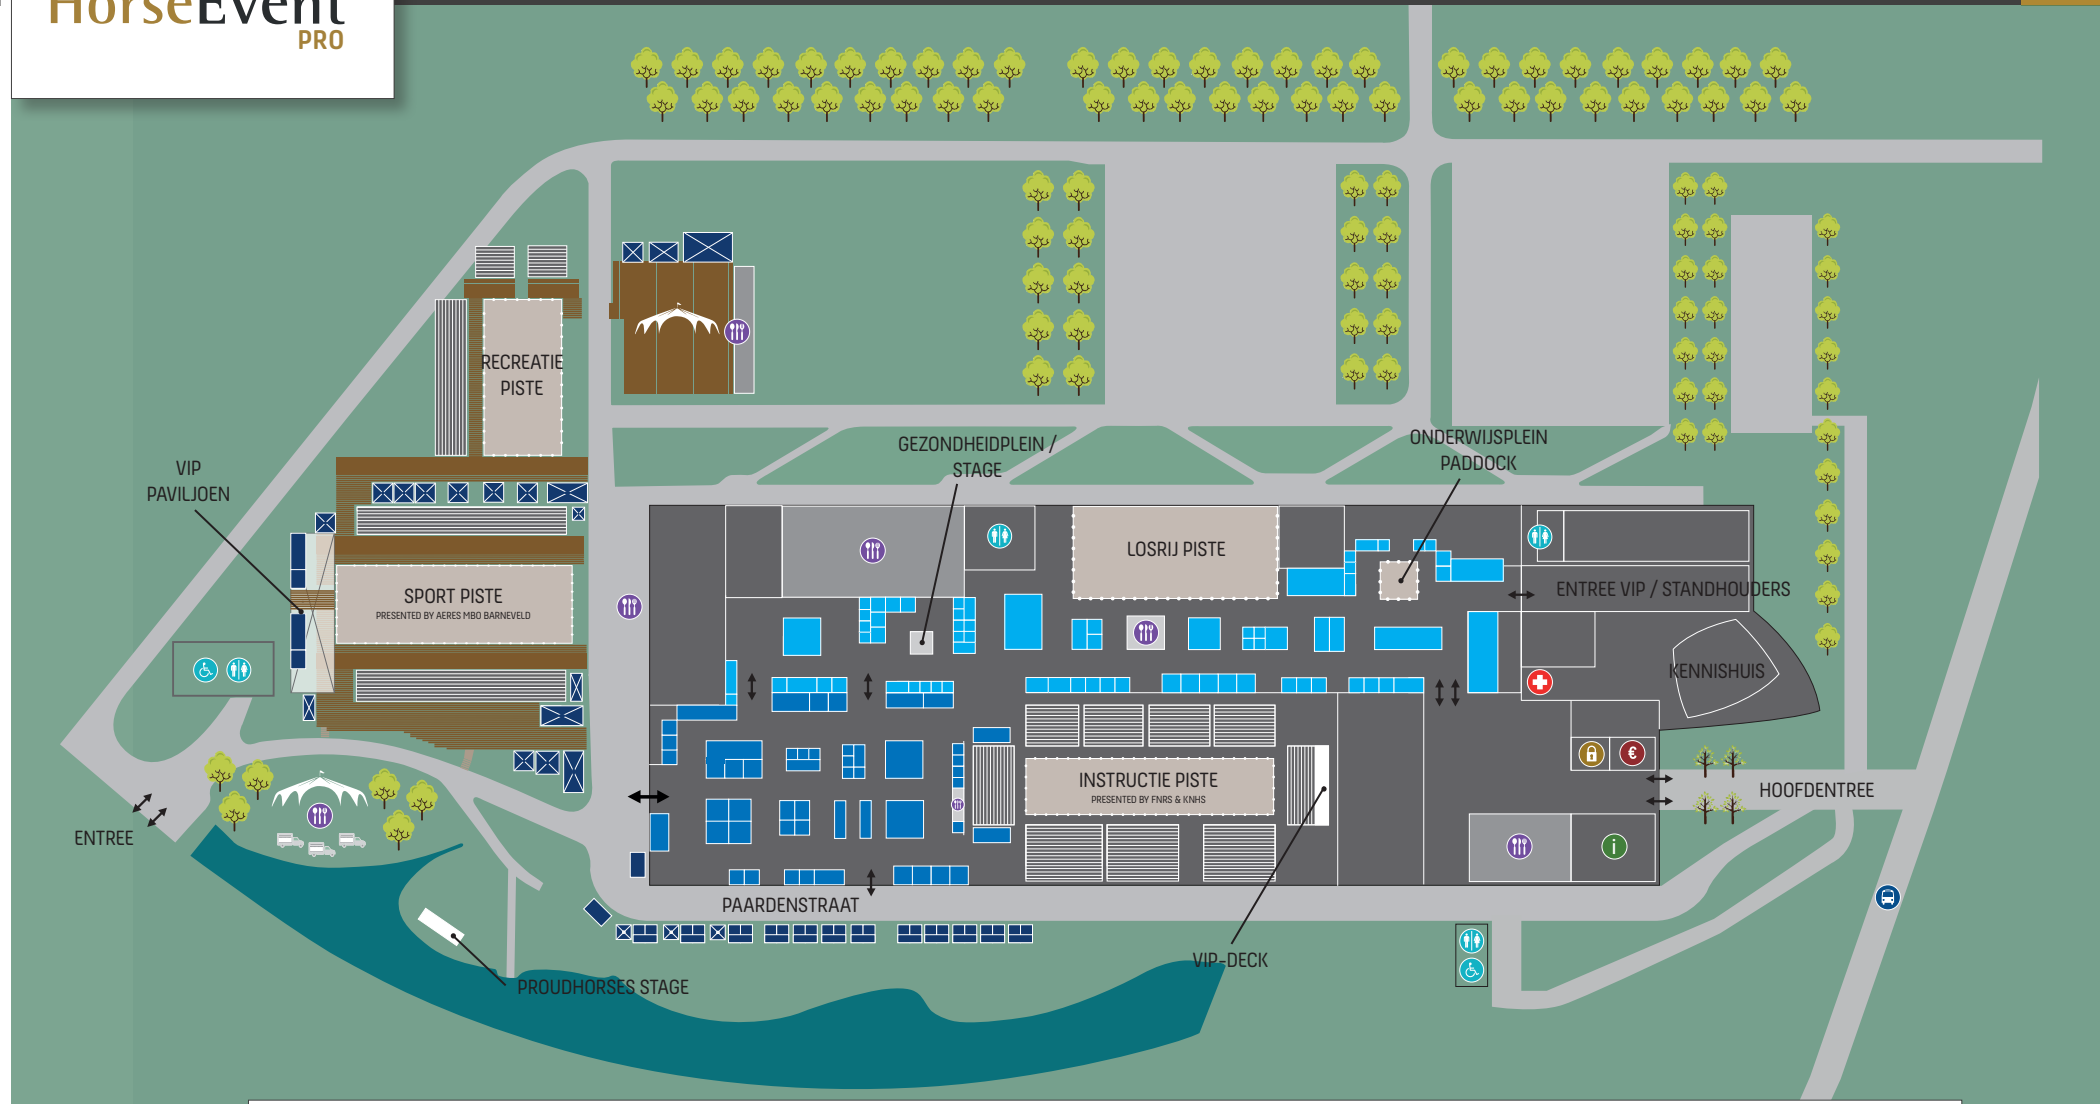 HorseEvent
PRO
RECREATIE
PISTE
GEZONDHEIDPLEIN /
STAGE
ONDERWIJSPLEIN
PADDOCK
VIP
PAVILJOEN
LOSRIJ PISTE
SPORT PISTE
PRESENTED BY AERES MBO BARNEVELD
ENTREE VIP / STANDHOUDERS
KENNISHUIS
INSTRUCTIE PISTE
PRESENTED BY FNRS & KNHS
€
HOOFDENTREE
ENTREE
i
PAARDENSTRAAT
VIP-DECK
PROUDHORSES STAGE